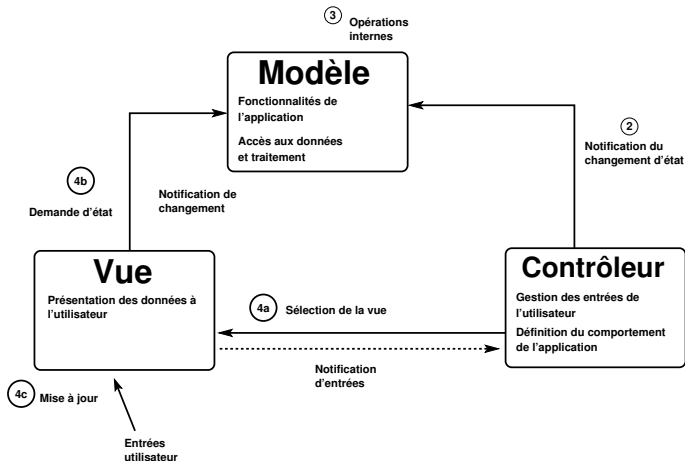 3
Opérations
internes
Modèle
Fonctionnalités de
l'application
Accès aux données
et traitement
2
Notification du
changement d'état
4b
Demande d'état
Notification de
changement
Vue
Présentation des données à
l'utilisateur
Contrôleur
Gestion des entrées de
l'utilisateur
Définition du comportement
de l'application
4a
Sélection de la vue
Notification
d'entrées
4c
Mise à jour
Entrées
utilisateur